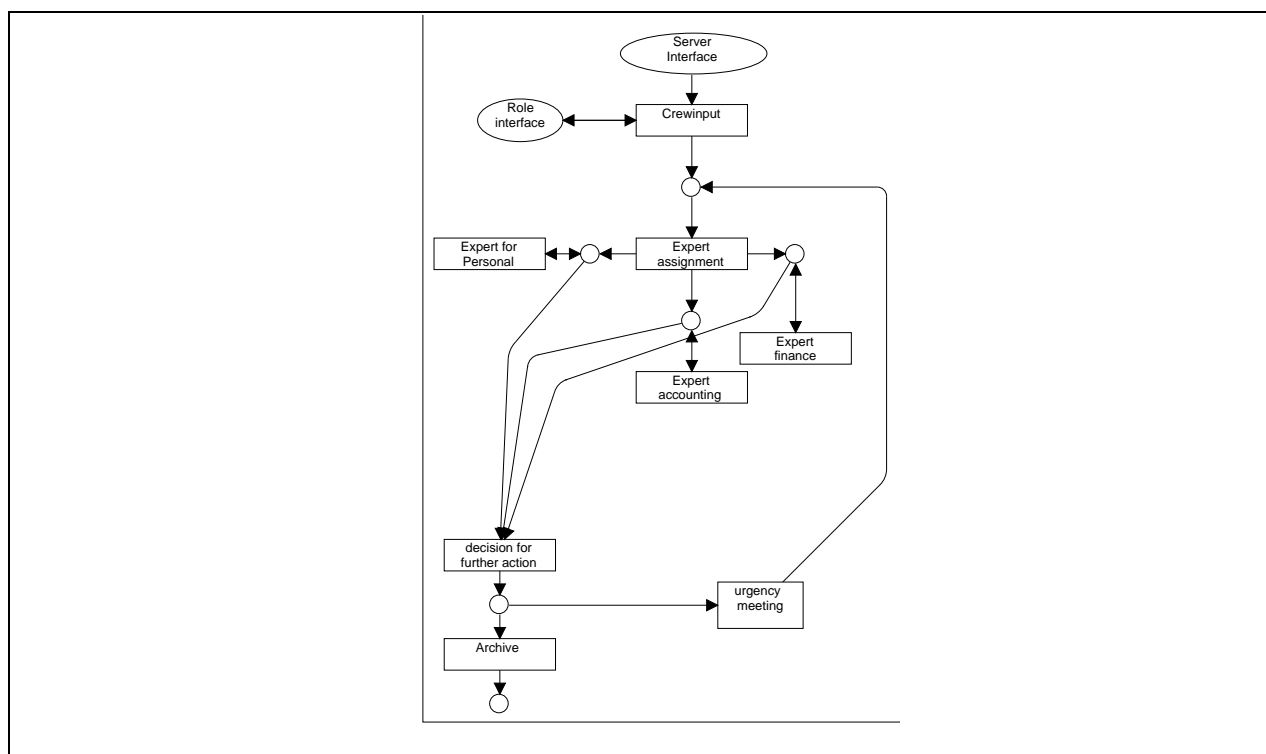 Server
Interface
Role
interface
Crewinput
Expert for
Personal
Expert
assignment
Expert
finance
Expert
accounting
decision for
further action
urgency
meeting
Archive